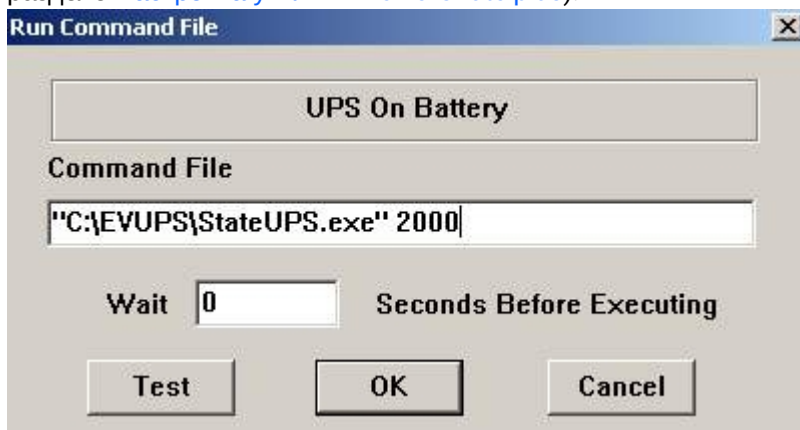 Run Command File
UPS On Battery
Command File
"C:\EVUPS\StateUPS.exe" 2000
Wait 0 Seconds Before Executing
Test OK Cancel